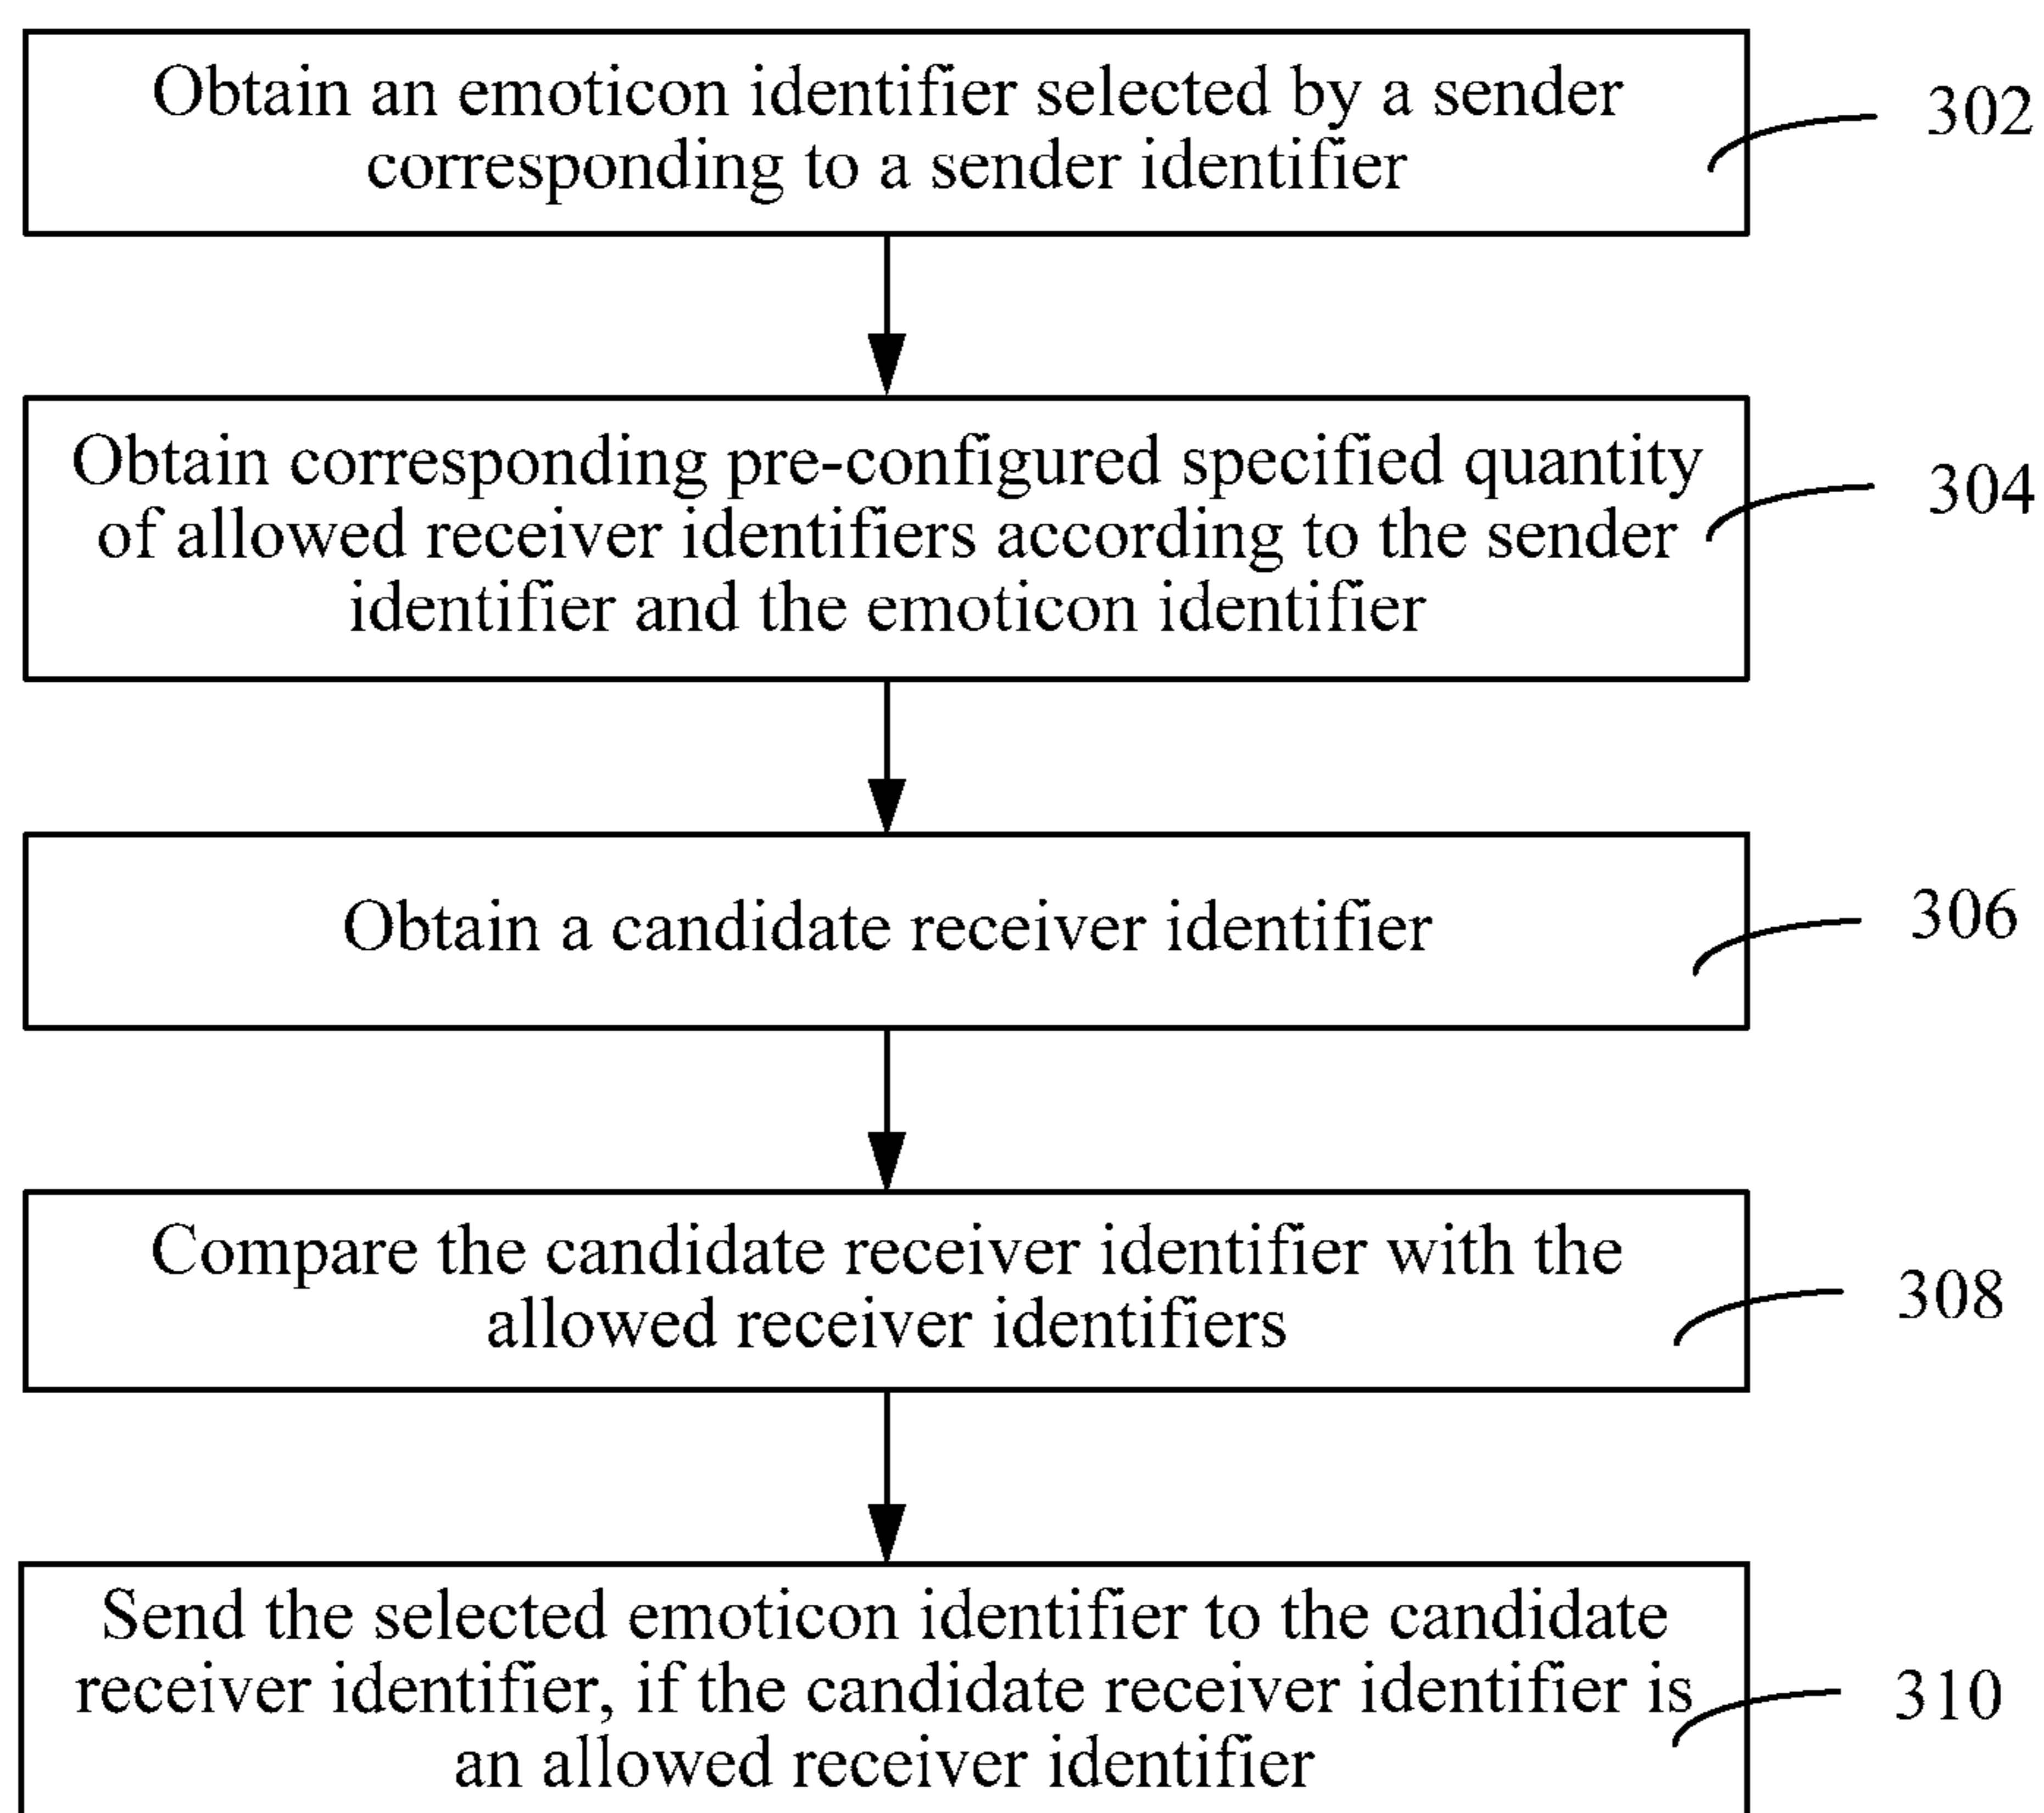 Obtain an emoticon identifier selected by a sender
corresponding to a sender identifier
302
Obtain corresponding pre-configured specified quantity
of allowed receiver identifiers according to the sender
identifier and the emoticon identifier
304
Obtain a candidate receiver identifier
306
Compare the candidate receiver identifier with the
allowed receiver identifiers
308
Send the selected emoticon identifier to the candidate
receiver identifier, if the candidate receiver identifier is
an allowed receiver identifier
310